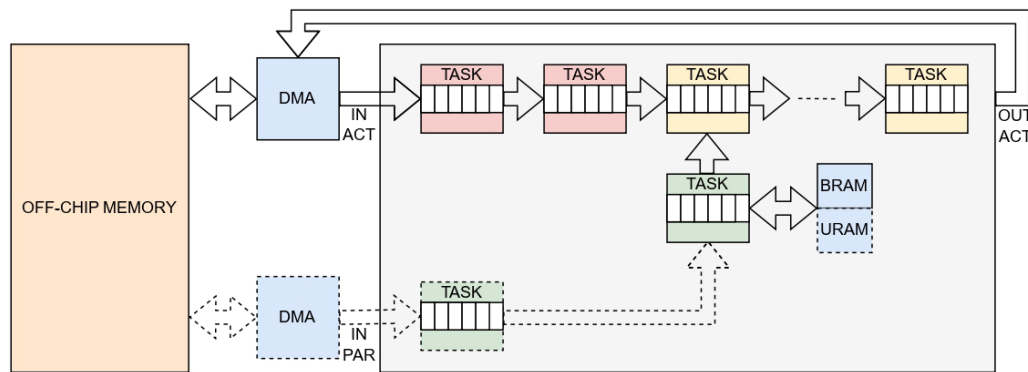 TASK
TASK
TASK
TASK
DMA
IN
ACT
OUT
ACT
TASK
BRAM
URAM
OFF-CHIP MEMORY
TASK
DMA
IN
PAR